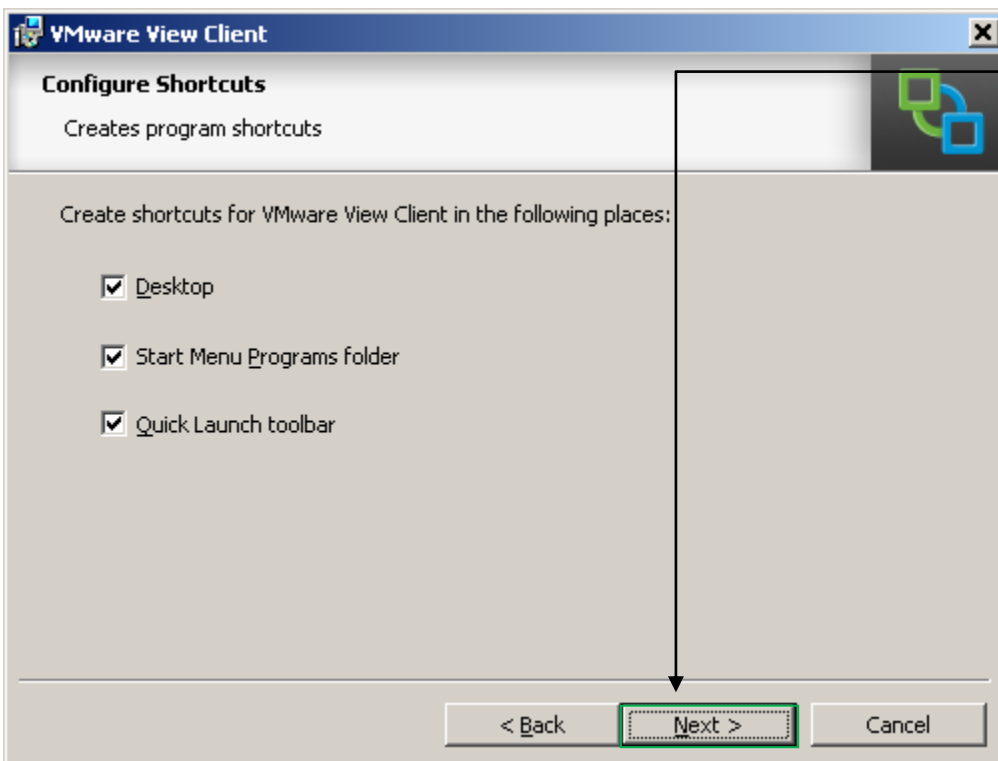 VMware View Client
Configure Shortcuts
Creates program shortcuts
Create shortcuts for VMware View Client in the following places:
Desktop
Start Menu Programs folder
Quick Launch toolbar
< Back Next > Cancel